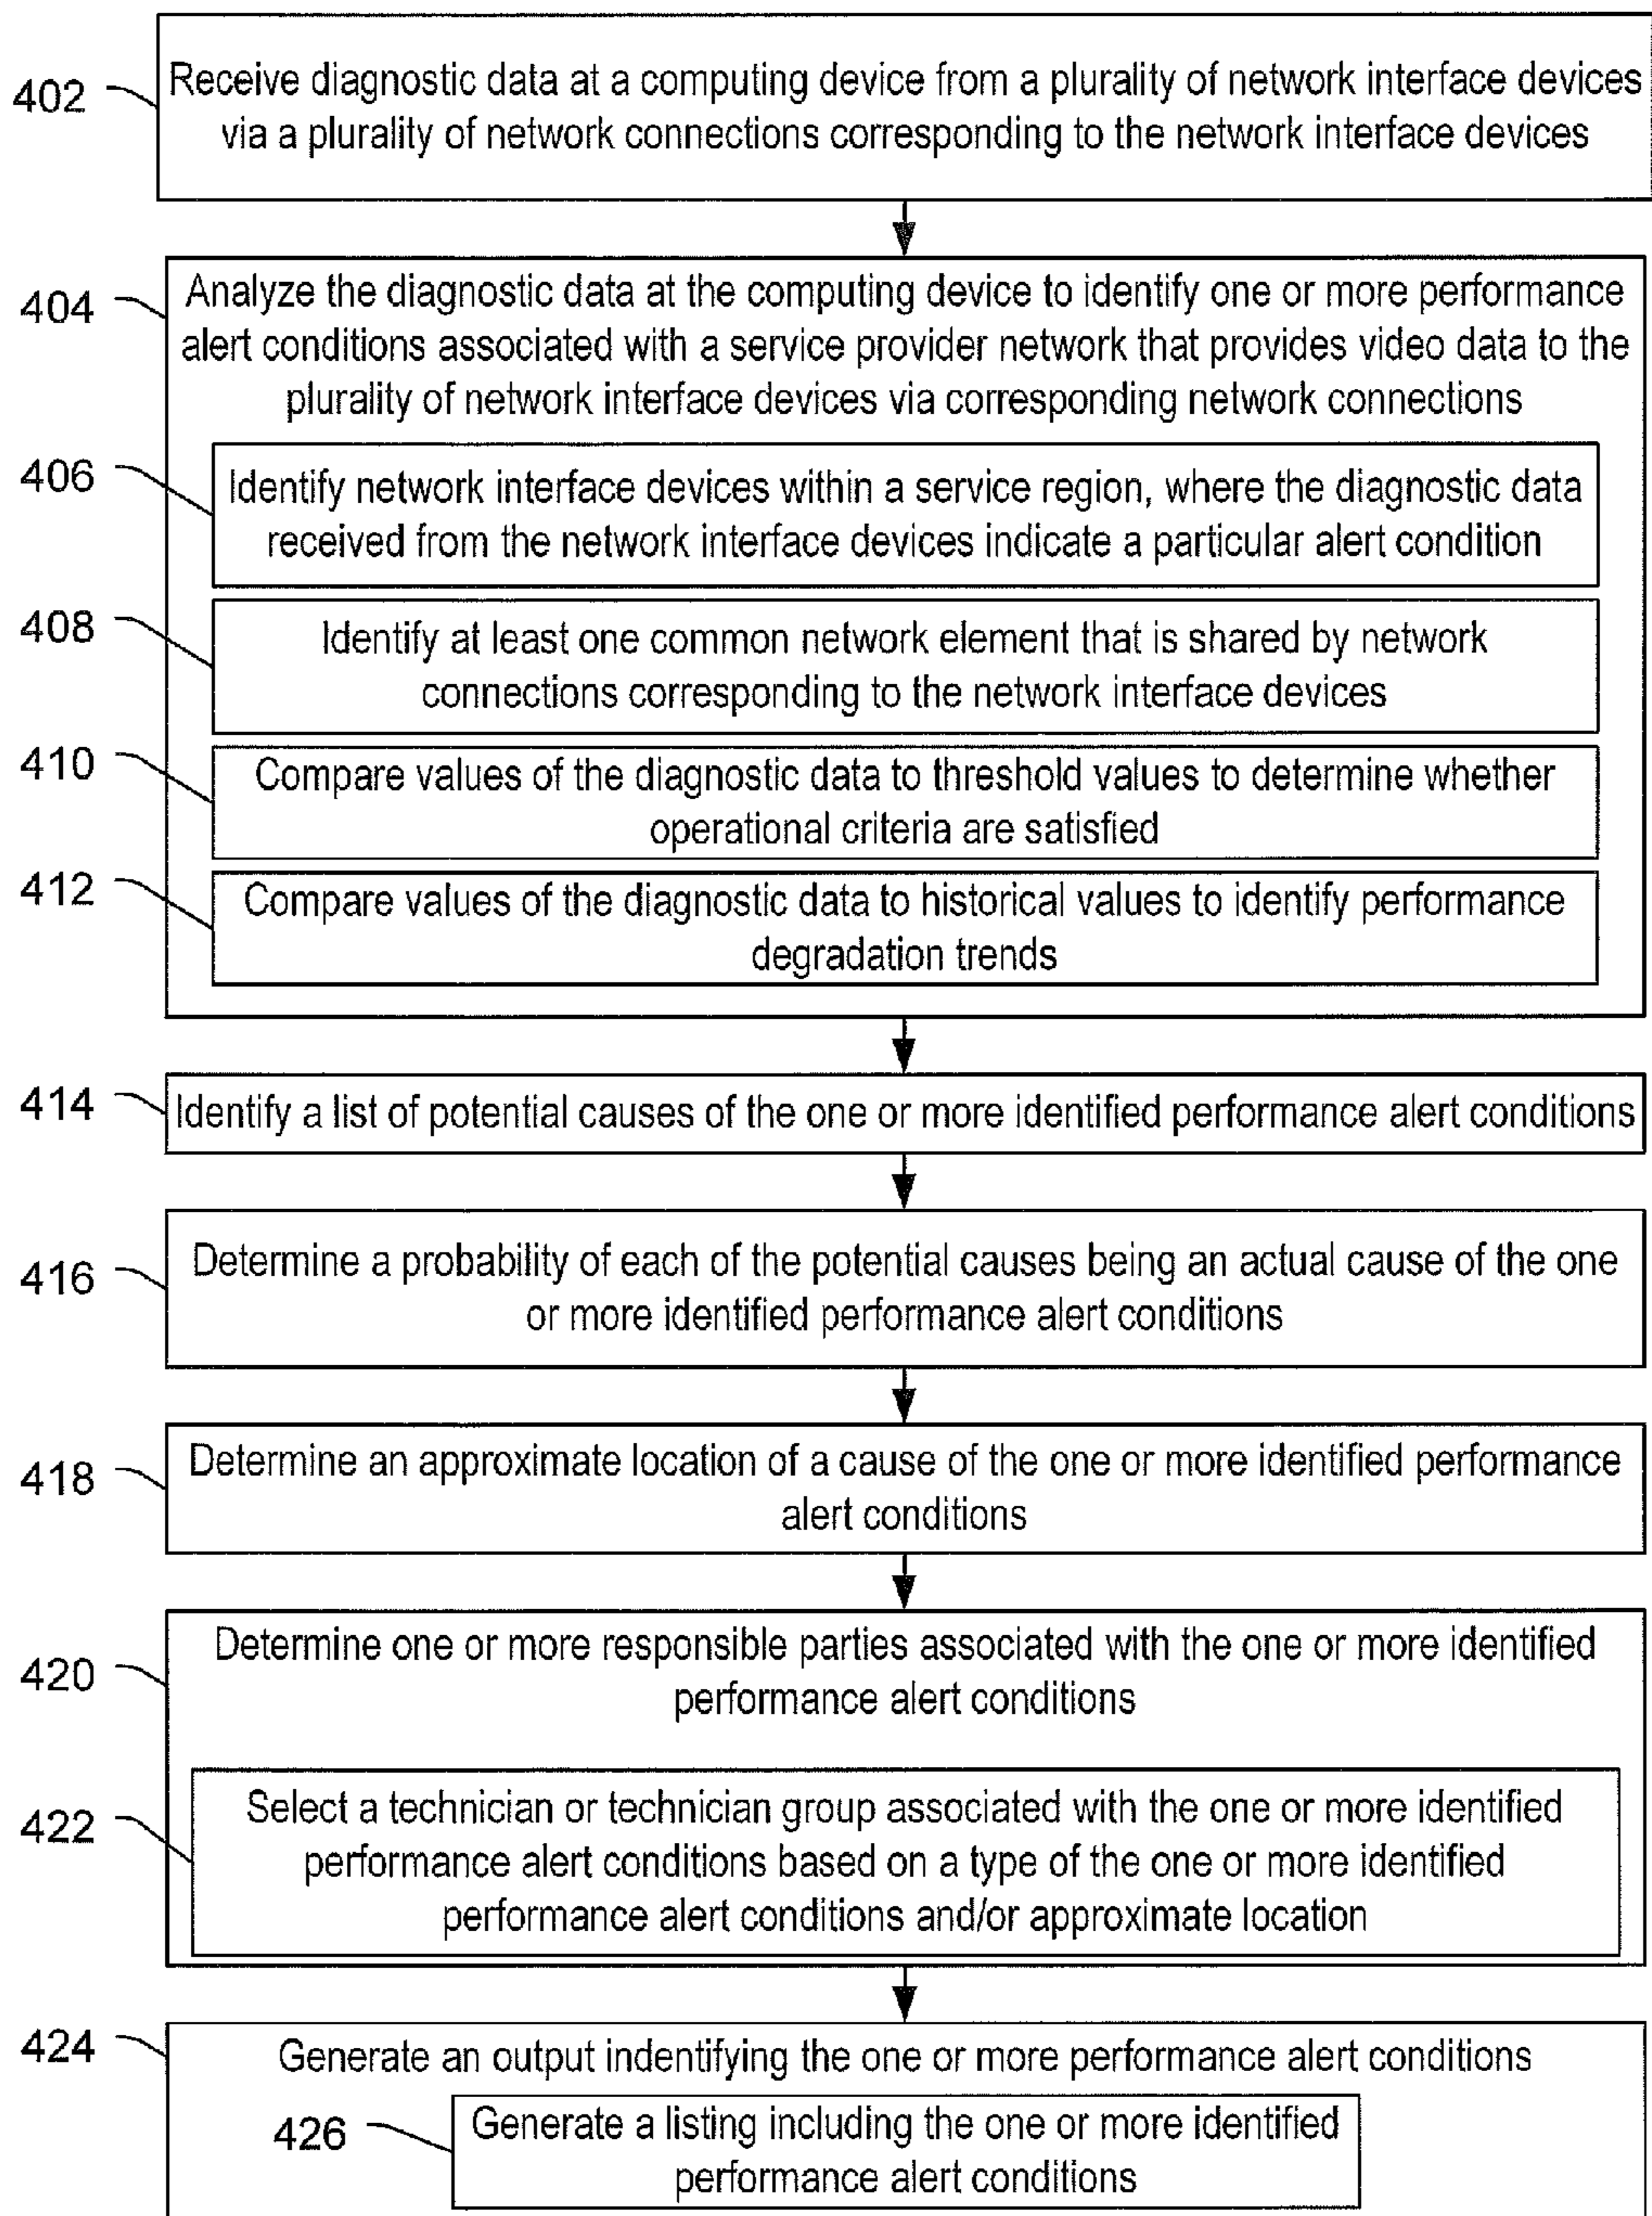 402
Receive diagnostic data at a computing device from a plurality of network interface devices
via a plurality of network connections corresponding to the network interface devices
404
Analyze the diagnostic data at the computing device to identify one or more performance
alert conditions associated with a service provider network that provides video data to the
plurality of network interface devices via corresponding network connections
406
Identify network interface devices within a service region, where the diagnostic data
received from the network interface devices indicate a particular alert condition
408
Identify at least one common network element that is shared by network
connections corresponding to the network interface devices
410
Compare values of the diagnostic data to threshold values to determine whether
operational criteria are satisfied
412
Compare values of the diagnostic data to historical values to identify performance
degradation trends
414
Identify a list of potential causes of the one or more identified performance alert conditions
416
Determine a probability of each of the potential causes being an actual cause of the one
or more identified performance alert conditions
418
Determine an approximate location of a cause of the one or more identified performance
alert conditions
420
Determine one or more responsible parties associated with the one or more identified
performance alert conditions
422
Select a technician or technician group associated with the one or more identified
performance alert conditions based on a type of the one or more identified
performance alert conditions and/or approximate location
424
Generate an output indentifying the one or more performance alert conditions
426
Generate a listing including the one or more identified
performance alert conditions